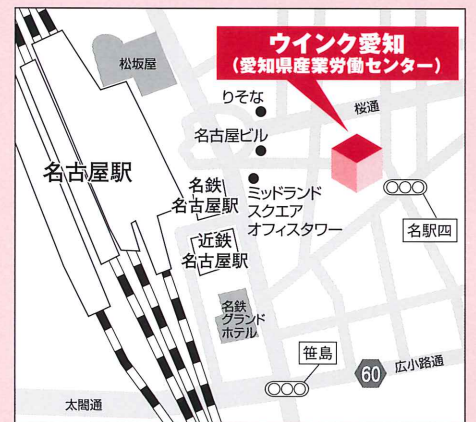 ウインク愛知
（愛知県産業労働センター）
松坂屋
りそな
桜通
名古屋ビル
名古屋駅
名鉄
名古屋駅
ミッドランド
スクエア
オフィスタワー
名駅四
近鉄
名古屋駅
名鉄
グランド
ホテル
笹島
60
広小路通
太閤通